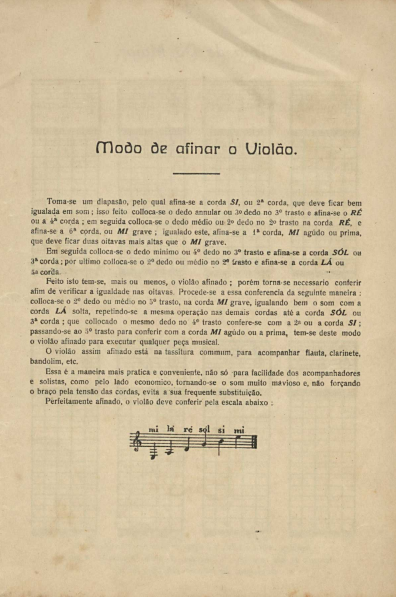 Modo de afinar o Violão.
Toma-se um diapasão, pelo qual afina-se a corda SI, ou 2ª corda, que deve ficar bem
igualada em som ; isso feito colloca-se o dedo annular ou 3º dedo no 3º trasto e afina-se o RÉ
ou a 4ª corda ; em seguida colloca-se o dedo médio ou 2º dedo no 2º trasto na corda RÉ, e
afina-se a 6ª corda, ou MI grave ; igualado este, afina-se a 1ª corda, MI agúdo ou prima,
que deve ficar duas oitavas mais altas que o MI grave.
Em seguida colloca-se o dedo minimo ou 4º dedo no 3º trasto e afina-se a corda SÓL ou
3ª corda ; por ultimo colloca-se o 2º dedo ou médio no 2º trasto e afina-se a corda LÁ ou
5a corda.
Feito isto tem-se, mais ou menos, o violão afinado ; porém torna-se necessario conferir
afim de verificar a igualdade nas oitavas. Procede-se a essa conferencia da seguinte maneira :
colloca-se o 2º dedo ou médio no 5º trasto, na corda MI grave, igualando bem o som com a
corda LÁ solta, repetindo-se a mesma operação nas demais cordas até a corda SÓL ou
3ª corda ; que collocado o mesmo dedo no 4º trasto confere-se com a 2a ou a corda SI ;
passando-se ao 5º trasto para conferir com a corda MI agúdo ou a prima, tem-se deste modo
o violão afinado para executar qualquer peça musical.
O violão assim afinado está na tassitura commum, para acompanhar flauta, clarinete,
bandolim, etc.
Essa é a maneira mais pratica e conveniente, não só para facilidade dos acompanhadores
e solistas, como pelo lado economico, tornando-se o som muito mavioso e, não forçando
o braço pela tensão das cordas, evita a sua frequente substituição.
Perfeitamente afinado, o violão deve conferir pela escala abaixo :
mi lá ré sól si mi